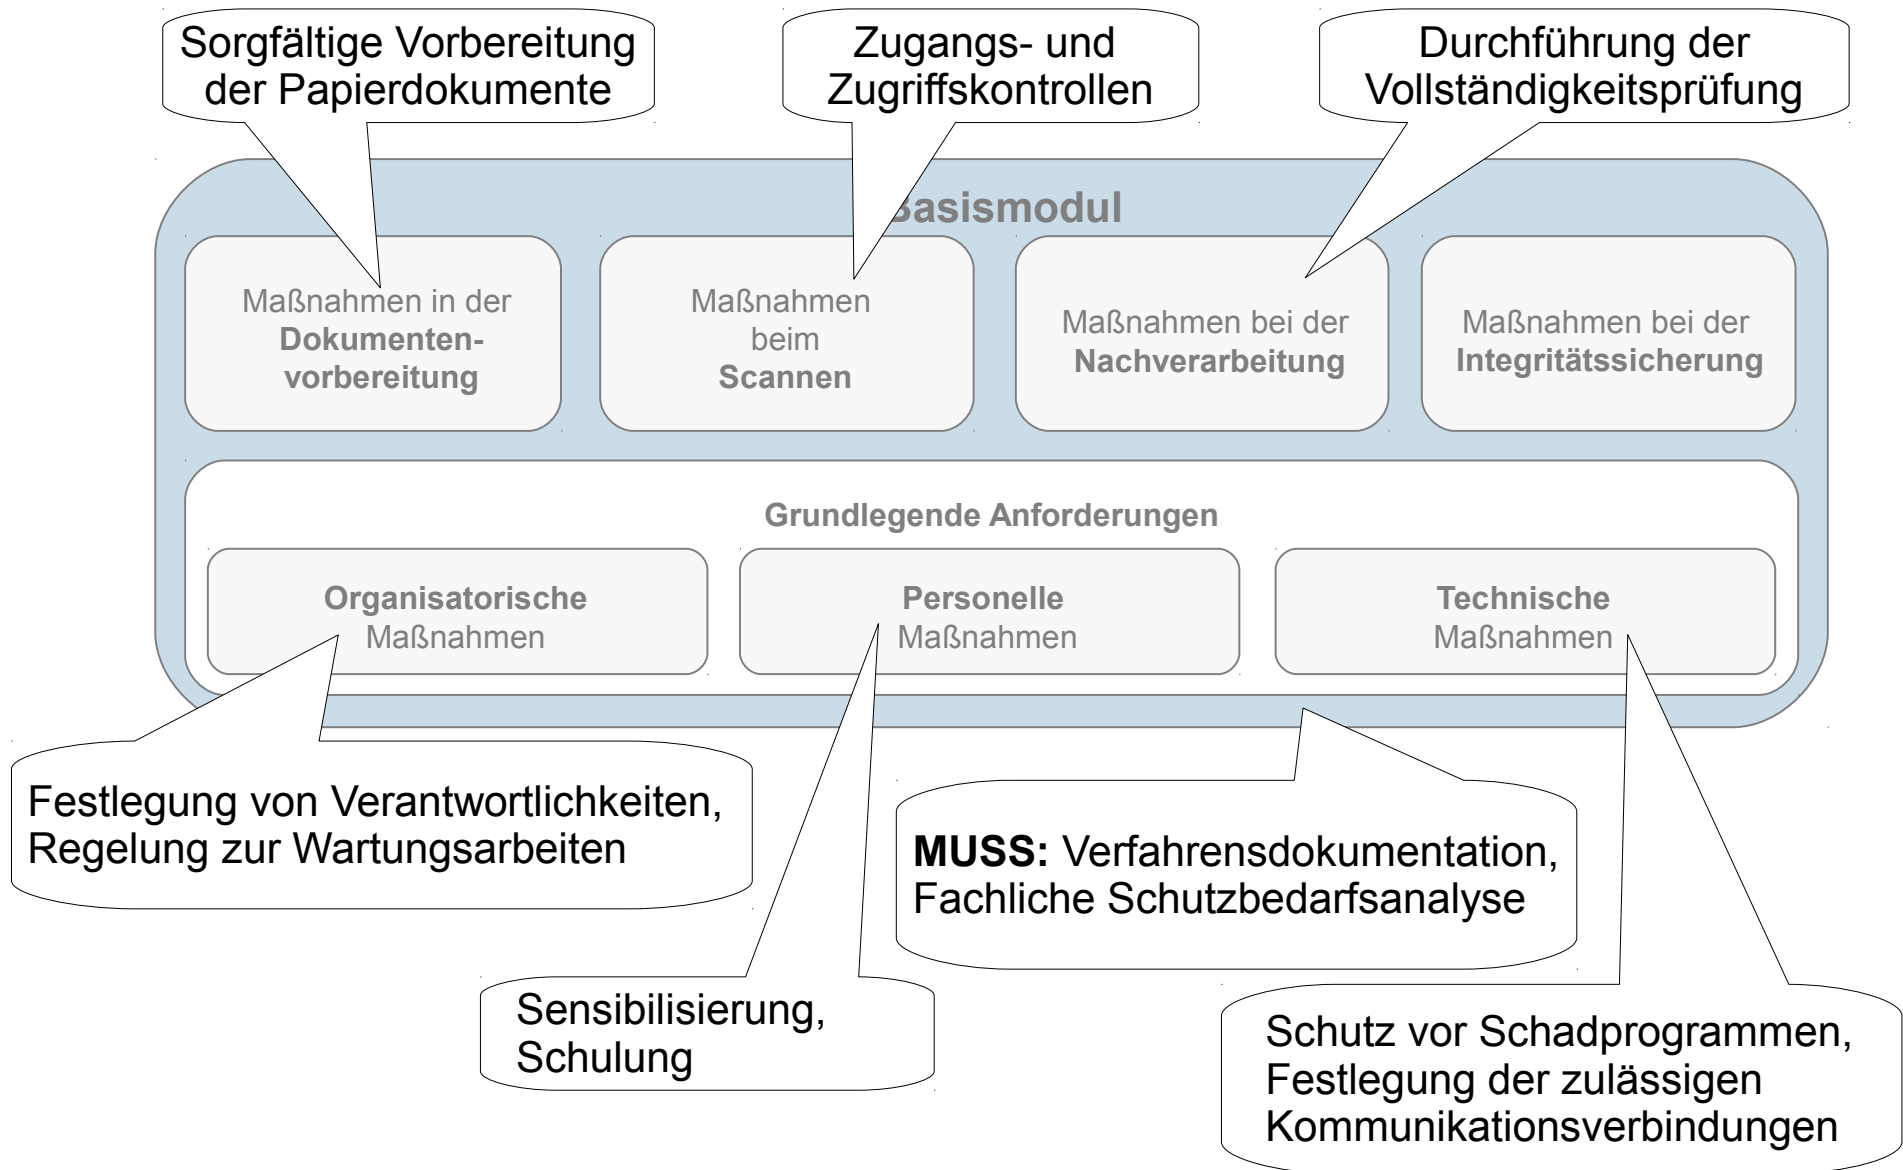 Sorgfältige Vorbereitung
der Papierdokumente
Zugangs- und
Zugriffskontrollen
Durchführung der
Vollständigkeitsprüfung
Basismodul
Maßnahmen in der
Dokumenten-
vorbereitung
Maßnahmen
beim
Scannen
Maßnahmen bei der
Nachverarbeitung
Maßnahmen bei der
Integritätssicherung
Grundlegende Anforderungen
Organisatorische
Maßnahmen
Personelle
Maßnahmen
Technische
Maßnahmen
Festlegung von Verantwortlichkeiten,
Regelung zur Wartungsarbeiten
MUSS: Verfahrensdokumentation,
Fachliche Schutzbedarfsanalyse
Sensibilisierung,
Schulung
Schutz vor Schadprogrammen,
Festlegung der zulässigen
Kommunikationsverbindungen